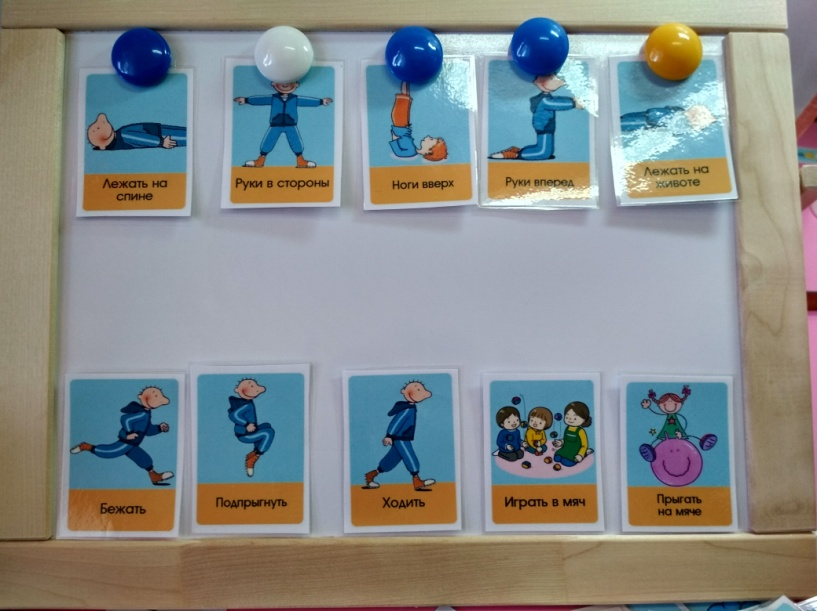 Лежать на
спине
Руки в стороны
Ноги вверх
Руки вперед
Лежать на
животе
Бежать
Подпрыгнуть
Ходить
Играть в мяч
Прыгать
на мяче